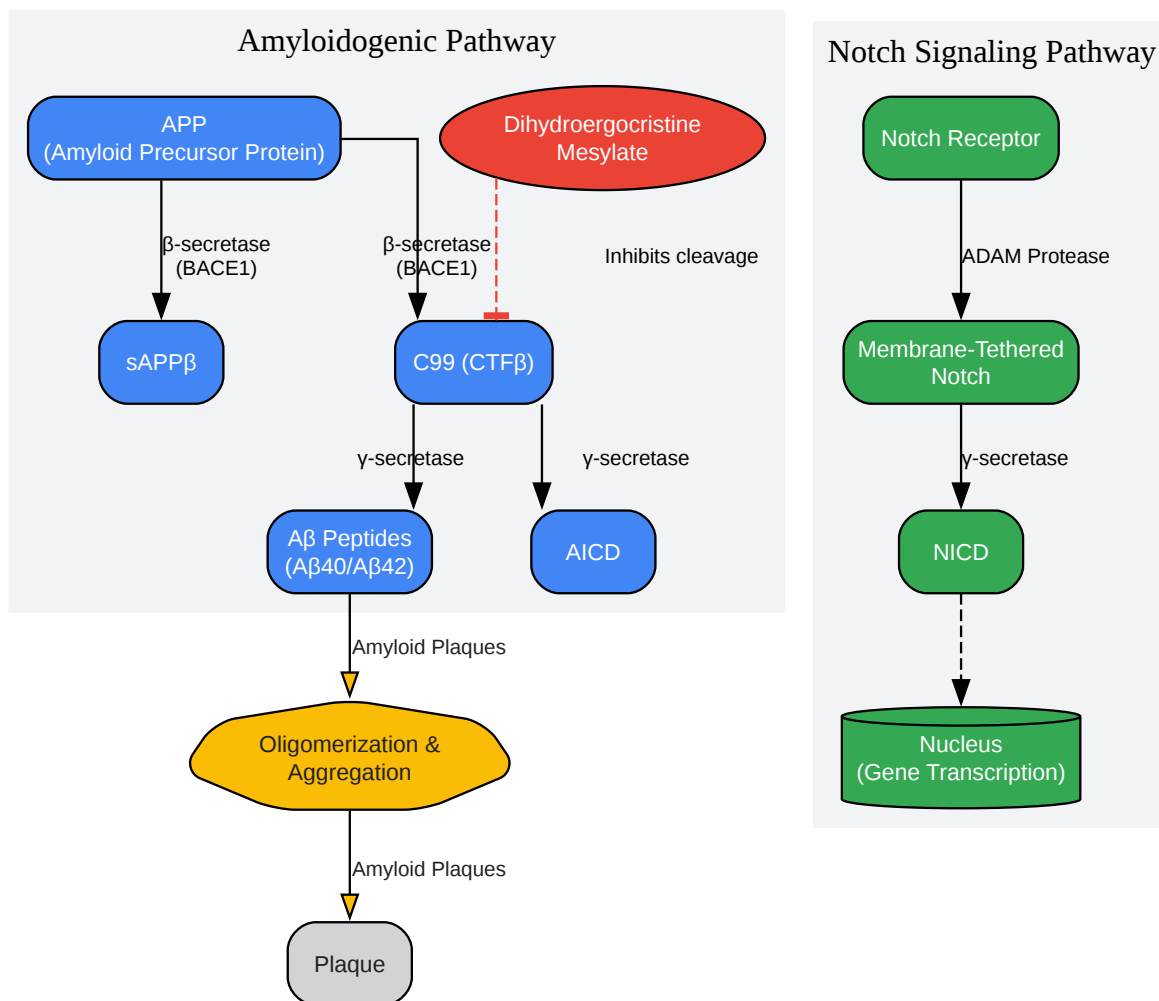 Amyloidogenic Pathway
APP
(Amyloid Precursor Protein)
Dihydroergocristine
Mesylate
β-secretase
(BACE1)
β-secretase
(BACE1)
Inhibits cleavage
sAPPβ
C99 (CTFβ)
γ-secretase
γ-secretase
Aβ Peptides
(Aβ40/Aβ42)
AICD
Amyloid Plaques
Oligomerization &
Aggregation
Amyloid Plaques
Plaque
Notch Signaling Pathway
Notch Receptor
ADAM Protease
Membrane-Tethered
Notch
γ-secretase
NICD
Nucleus
(Gene Transcription)